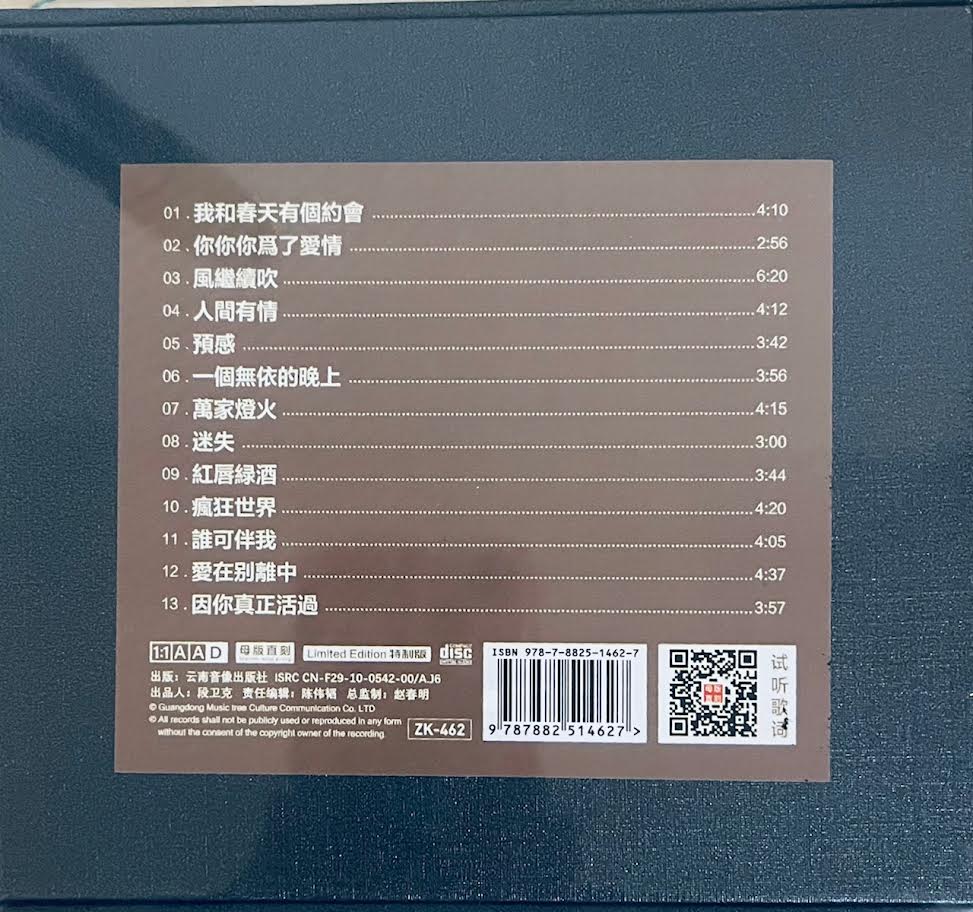 01 . 我和春天有個約會 4:10
02 . 你你你爲了愛情 2:56
03 . 風繼續吹 6:20
04 . 人間有情 4:12
05 . 預感 3:42
06 . 一個無依的晚上 3:56
07 . 萬家燈火 4:15
08 . 迷失 3:00
09 . 紅唇緑酒 3:44
10 . 瘋狂世界 4:20
11 . 誰可伴我 4:05
12 . 愛在别離中 4:37
13 . 因你真正活過 3:57
1:1 A A D 母版直刻 Limited Edition 特制版 disc
出版：云南音像出版社 ISRC CN-F29-10-0542-00/A.J6
出品人：段卫克 责任编辑：陈伟韬 总监制：赵春明
© Guangdong Music tree Culture Communication Co. LTD
© All records shall not be publicly used or reproduced in any form
without the consent of the copyright owner of the recording.
ZK-462
ISBN 978-7-8825-1462-7
9 787882 514627 >
母版直刻
试听歌词